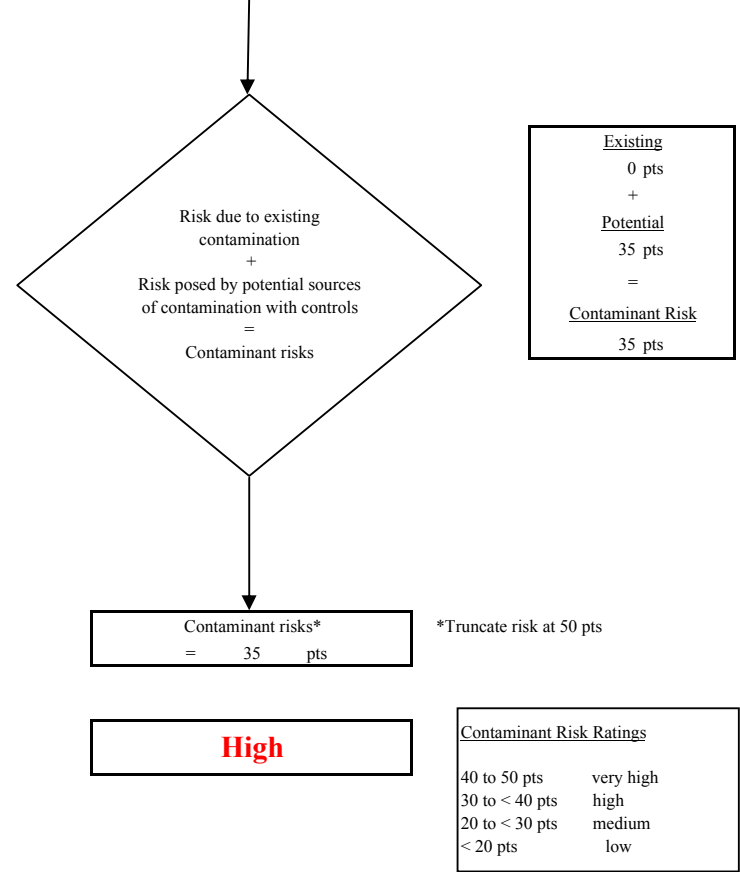 Risk due to existing
contamination
+
Risk posed by potential sources
of contamination with controls
=
Contaminant risks
Existing
0 pts
+
Potential
35 pts
=
Contaminant Risk
35 pts
Contaminant risks*
= 35 pts
*Truncate risk at 50 pts
High
Contaminant Risk Ratings
40 to 50 pts very high
30 to < 40 pts high
20 to < 30 pts medium
< 20 pts low